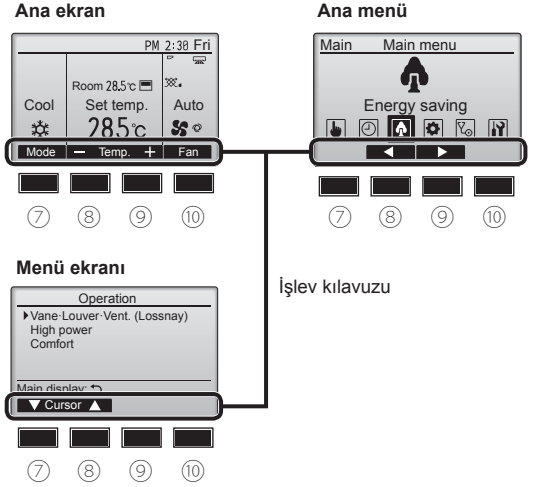 Ana ekran
PM 2:30 Fri
Room 28.5°C
Cool
Set temp.
Auto
28.5°C
Mode − Temp. + Fan
⑦ ⑧ ⑨ ⑩
Ana menü
Main Main menu
Energy saving
⑦ ⑧ ⑨ ⑩
Menü ekranı
Operation
Vane·Louver·Vent. (Lossnay)
High power
Comfort
Main display:
Cursor
⑦ ⑧ ⑨ ⑩
İşlev kılavuzu